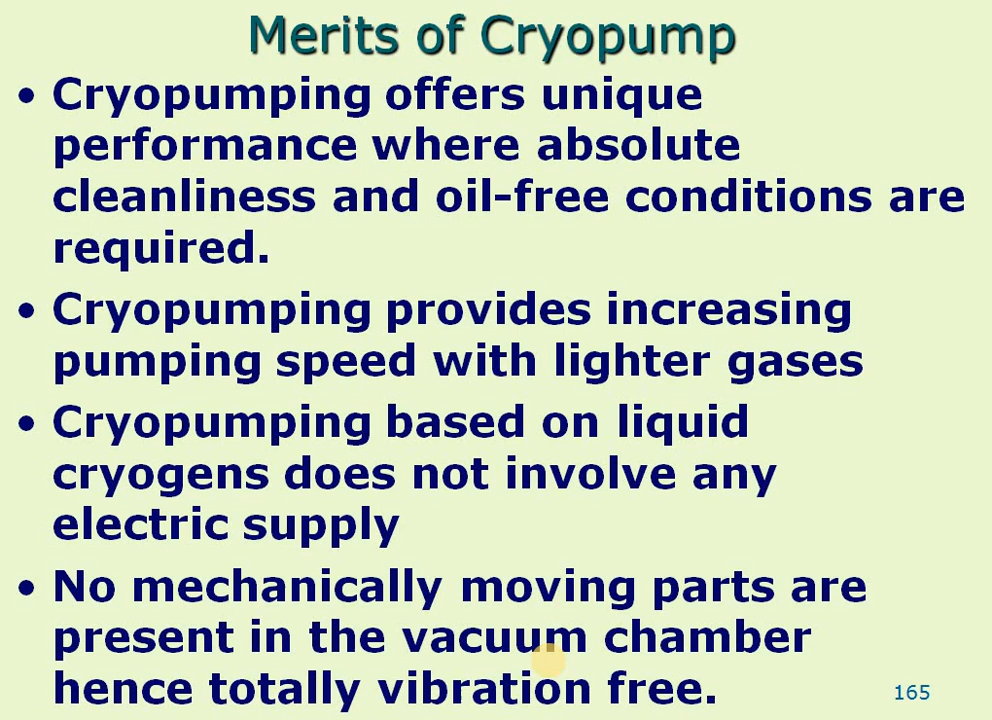 Merits of Cryopump
• Cryopumping offers unique
performance where absolute
cleanliness and oil-free conditions are
required.
• Cryopumping provides increasing
pumping speed with lighter gases
• Cryopumping based on liquid
cryogens does not involve any
electric supply
• No mechanically moving parts are
present in the vacuum chamber
hence totally vibration free.
165